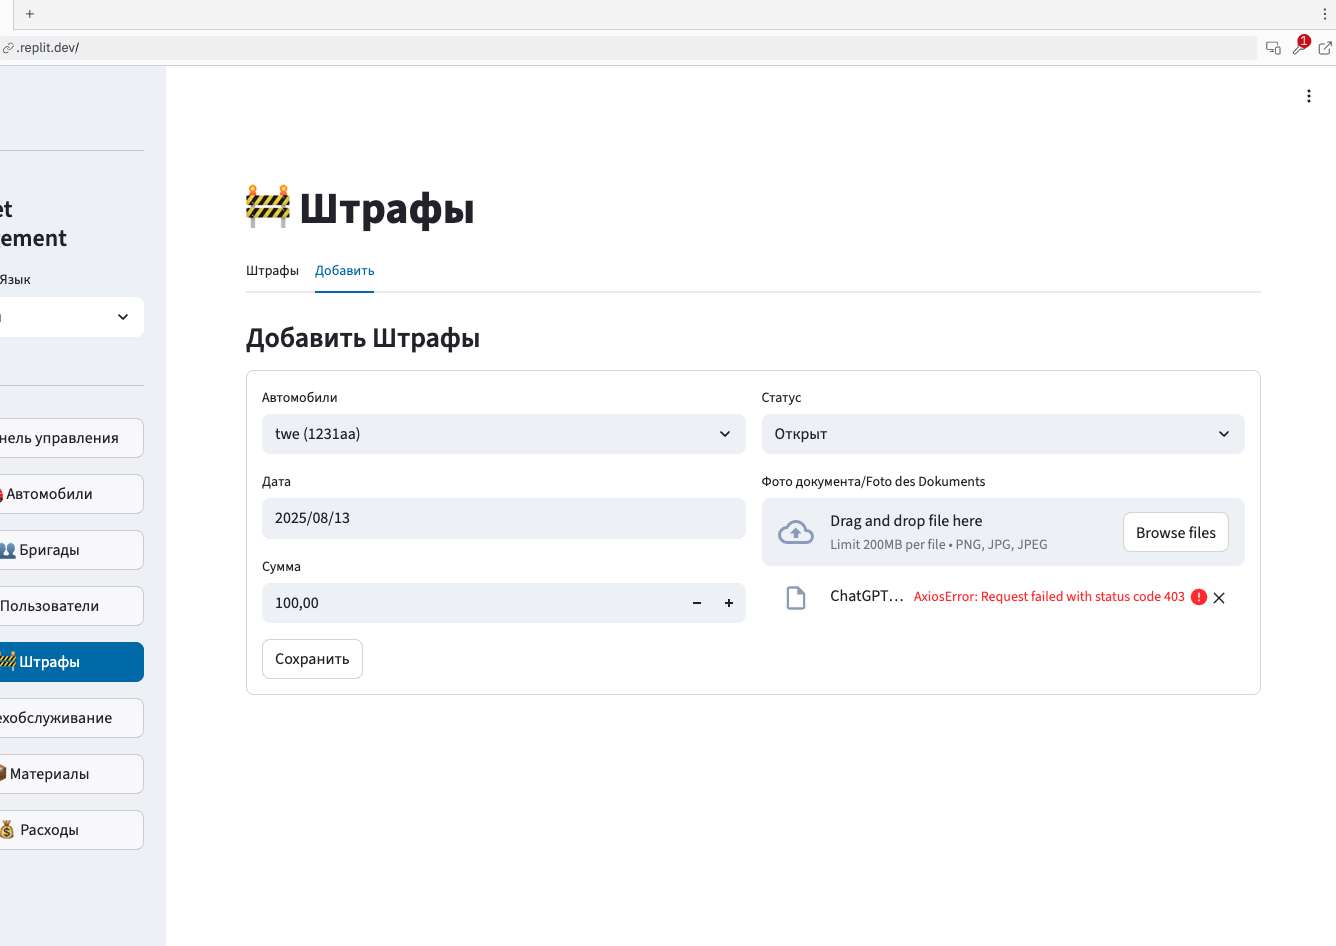 .replit.dev/
1
et
ement
Язык
нель управления
Автомобили
Бригады
Пользователи
Штрафы
ехобслуживание
Материалы
Расходы
Штрафы
Штрафы
Добавить
Добавить Штрафы
Автомобили
twe (1231aa)
Дата
2025/08/13
Сумма
100,00
Сохранить
Статус
Открыт
Фото документа/Foto des Dokuments
Drag and drop file here
Limit 200MB per file • PNG, JPG, JPEG
Browse files
ChatGPT… AxiosError: Request failed with status code 403